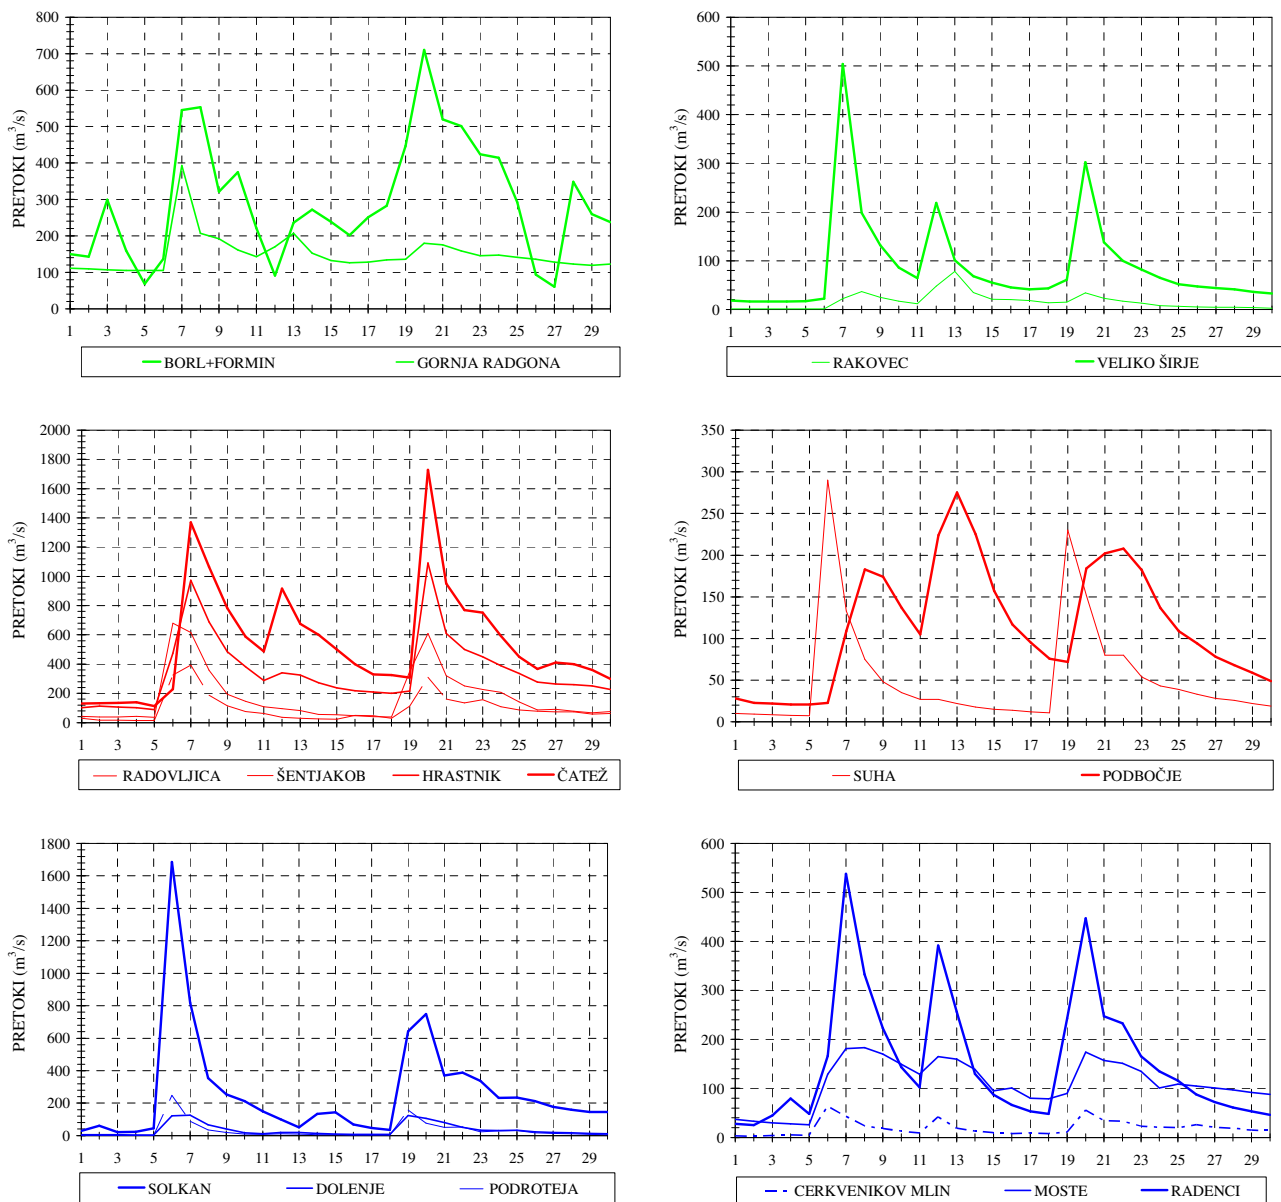 PRETOKI (m³/s)
800
700
600
500
400
300
200
100
0
1 3 5 7 9 11 13 15 17 19 21 23 25 27 29
BORL+FORMIN GORNJA RADGONA
PRETOKI (m³/s)
600
500
400
300
200
100
0
1 3 5 7 9 11 13 15 17 19 21 23 25 27 29
RAKOVEC VELIKO ŠIRJE
PRETOKI (m³/s)
2000
1800
1600
1400
1200
1000
800
600
400
200
0
1 3 5 7 9 11 13 15 17 19 21 23 25 27 29
RADOVLJICA ŠENTJAKOB HRASTNIK ČATEŽ
PRETOKI (m³/s)
350
300
250
200
150
100
50
0
1 3 5 7 9 11 13 15 17 19 21 23 25 27 29
SUHA PODBOČJE
PRETOKI (m³/s)
1800
1600
1400
1200
1000
800
600
400
200
0
1 3 5 7 9 11 13 15 17 19 21 23 25 27 29
SOLKAN DOLENJE PODROTEJA
PRETOKI (m³/s)
600
500
400
300
200
100
0
1 3 5 7 9 11 13 15 17 19 21 23 25 27 29
CERKVENIKOV MLIN MOSTE RADENCI